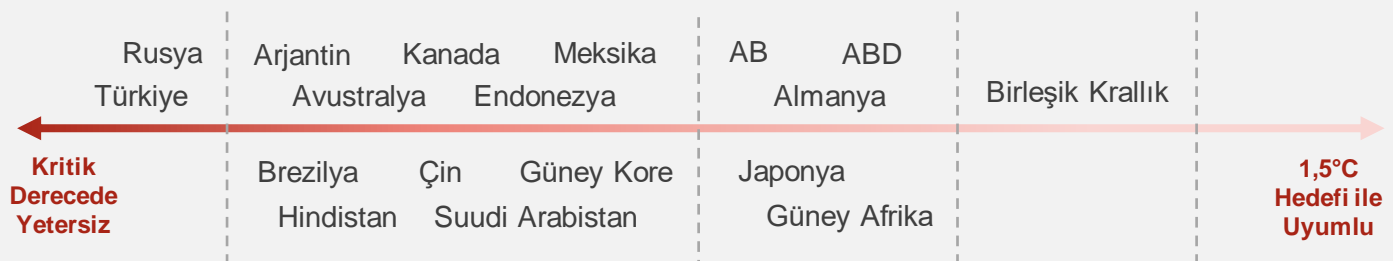 Rusya Arjantin Kanada Meksika AB ABD
Türkiye Avustralya Endonezya Almanya Birleşik Krallık
Kritik Derecede Yetersiz
Brezilya Çin Güney Kore Japonya
Hindistan Suudi Arabistan Güney Afrika
1,5°C
Hedefi ile
Uyumlu